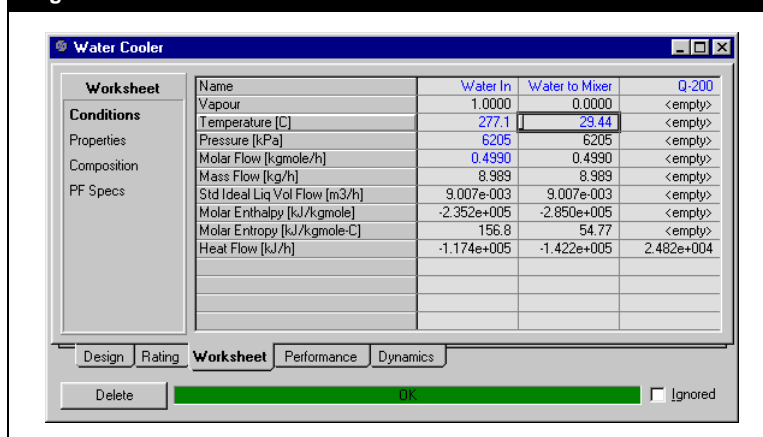 Water Cooler
Worksheet
Conditions
Properties
Composition
PF Specs
Name Water In Water to Mixer Q-200
Vapour 1.0000 0.0000 <empty>
Temperature [C] 277.1 29.44 <empty>
Pressure [kPa] 6205 6205 <empty>
Molar Flow [kgmole/h] 0.4990 0.4990 <empty>
Mass Flow [kg/h] 8.989 8.989 <empty>
Std Ideal Liq Vol Flow [m3/h] 9.007e-003 9.007e-003 <empty>
Molar Enthalpy [kJ/kgmole] -2.352e+005 -2.850e+005 <empty>
Molar Entropy [kJ/kgmole-C] 156.8 54.77 <empty>
Heat Flow [kJ/h] -1.174e+005 -1.422e+005 2.482e+004
Design Rating Worksheet Performance Dynamics
Delete OK Ignored